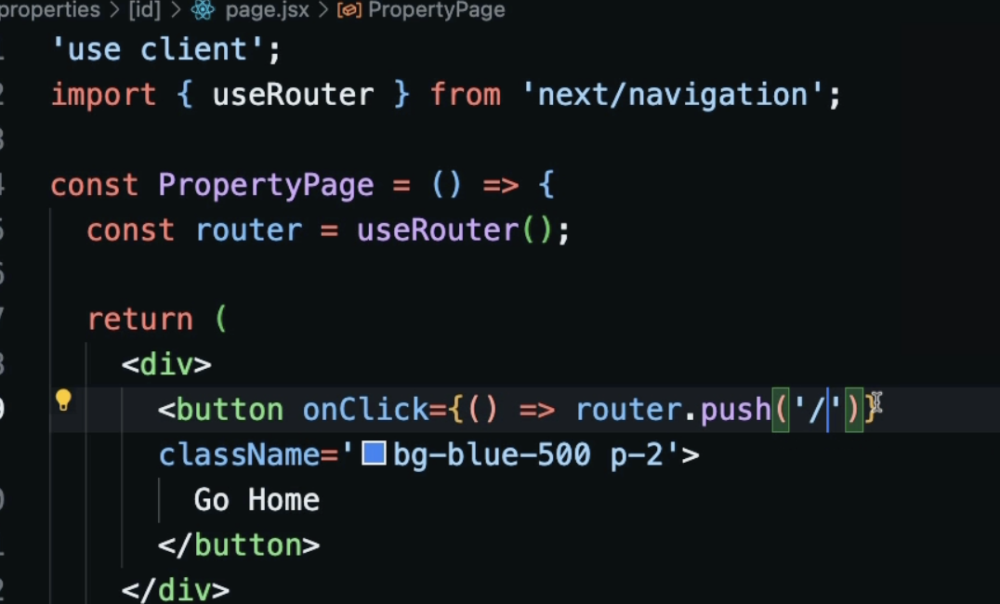 properties > [id] > page.jsx > PropertyPage
'use client';
import { useRouter } from 'next/navigation';
const PropertyPage = () => {
const router = useRouter();
return (
<div>
<button onClick={() => router.push('/')}
className='bg-blue-500 p-2'>
Go Home
</button>
</div>